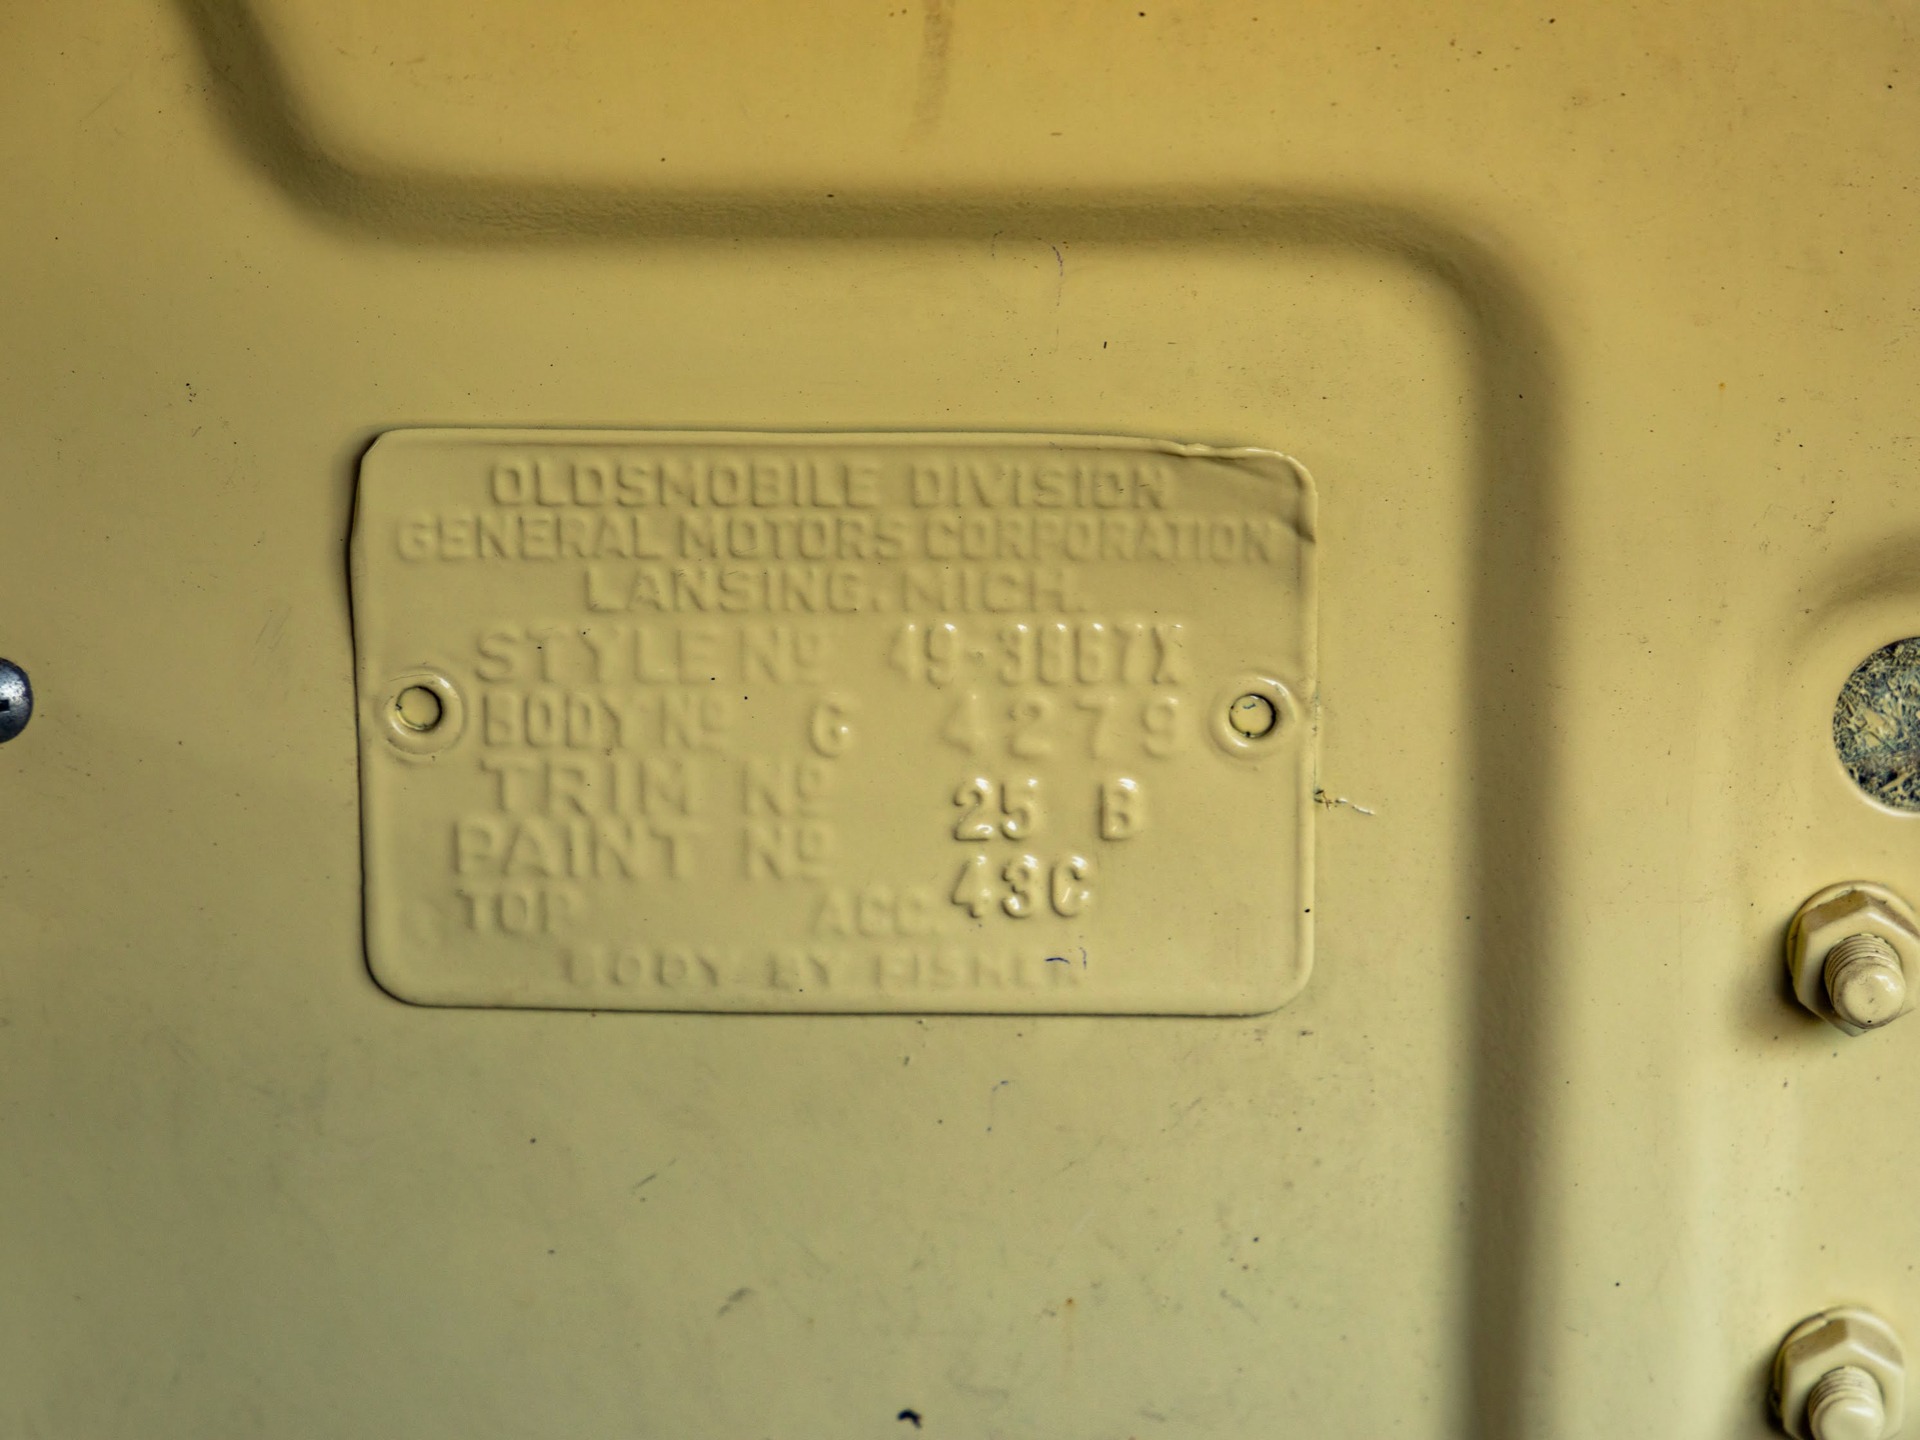 OLDSMOBILE DIVISION
GENERAL MOTORS CORPORATION
LANSING, MICH.
STYLE Nº 49-3867X
BODY Nº G 4279
TRIM Nº 25 B
PAINT Nº 43C
TOP ACC.
BODY BY FISHER